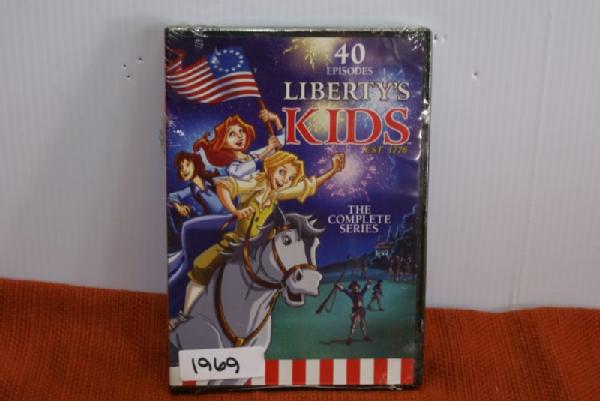 40
EPISODES
LIBERTY'S
KIDS
EST. 1776
THE
COMPLETE
SERIES
1969